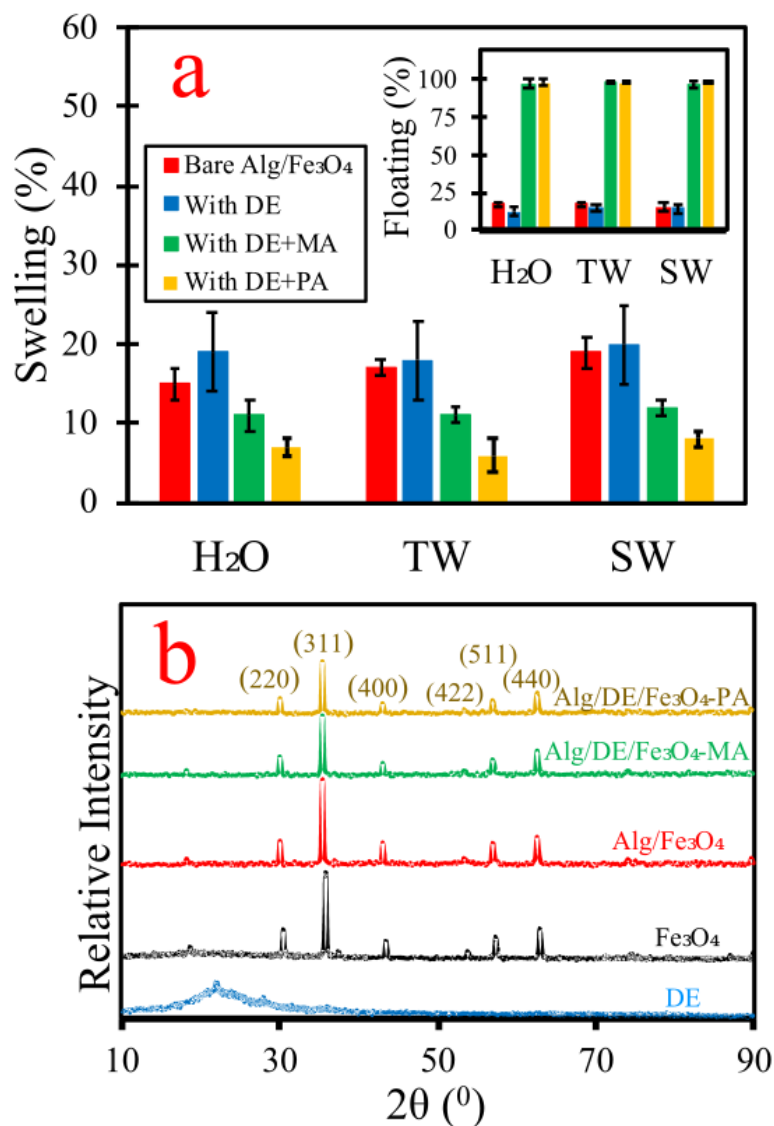 a
60
50
40
30
20
10
0
Swelling (%)
Bare Alg/Fe₃O₄
With DE
With DE+MA
With DE+PA
H₂O TW SW
100
75
50
25
0
Floating (%)
H₂O TW SW
b
(220) (311) (400) (422) (511) (440)
Alg/DE/Fe₃O₄-PA
Alg/DE/Fe₃O₄-MA
Alg/Fe₃O₄
Fe₃O₄
DE
Relative Intensity
10 30 50 70 90
2θ (⁰)